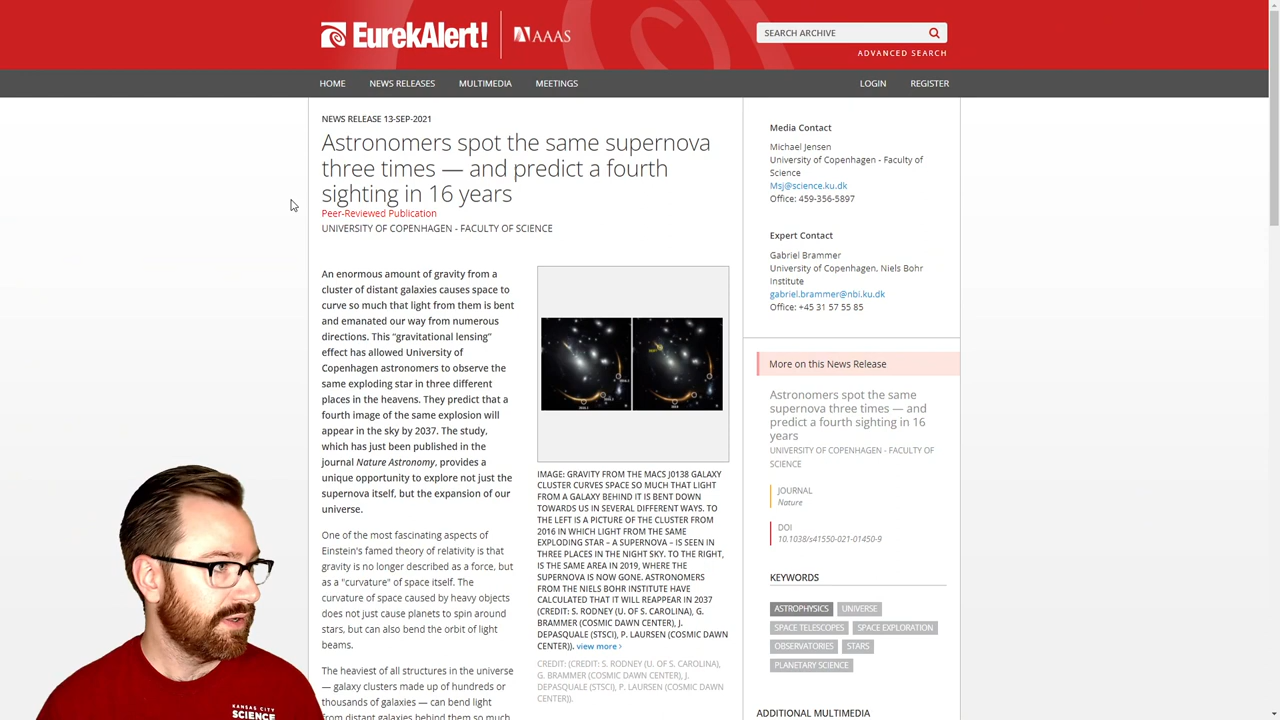 EurekAlert!
AAAS
SEARCH ARCHIVE
ADVANCED SEARCH
HOME
NEWS RELEASES
MULTIMEDIA
MEETINGS
LOGIN
REGISTER
NEWS RELEASE 13-SEP-2021
Astronomers spot the same supernova
three times — and predict a fourth
sighting in 16 years
Peer-Reviewed Publication
UNIVERSITY OF COPENHAGEN - FACULTY OF SCIENCE
An enormous amount of gravity from a
cluster of distant galaxies causes space to
curve so much that light from them is bent
and emanated our way from numerous
directions. This “gravitational lensing”
effect has allowed University of
Copenhagen astronomers to observe the
same exploding star in three different
places in the heavens. They predict that a
fourth image of the same explosion will
appear in the sky by 2037. The study,
which has just been published in the
journal Nature Astronomy, provides a
unique opportunity to explore not just the
supernova itself, but the expansion of our
universe.
One of the most fascinating aspects of
Einstein's famed theory of relativity is that
gravity is no longer described as a force, but
as a "curvature" of space itself. The
curvature of space caused by heavy objects
does not just cause planets to spin around
stars, but can also bend the orbit of light
beams.
The heaviest of all structures in the universe
— galaxy clusters made up of hundreds or
thousands of galaxies — can bend light
from distant galaxies behind them so much
IMAGE: GRAVITY FROM THE MACS J0138 GALAXY
CLUSTER CURVES SPACE SO MUCH THAT LIGHT
FROM A GALAXY BEHIND IT IS BENT DOWN
TOWARDS US IN SEVERAL DIFFERENT WAYS. TO
THE LEFT IS A PICTURE OF THE CLUSTER FROM
2016 IN WHICH LIGHT FROM THE SAME
EXPLODING STAR – A SUPERNOVA – IS SEEN IN
THREE PLACES IN THE NIGHT SKY. TO THE RIGHT,
IS THE SAME AREA IN 2019, WHERE THE
SUPERNOVA IS NOW GONE. ASTRONOMERS
FROM THE NIELS BOHR INSTITUTE HAVE
CALCULATED THAT IT WILL REAPPEAR IN 2037
(CREDIT: S. RODNEY (U. OF S. CAROLINA), G.
BRAMMER (COSMIC DAWN CENTER), J.
DEPASQUALE (STSCI), P. LAURSEN (COSMIC DAWN
CENTER)). view more ›
CREDIT: (CREDIT: S. RODNEY (U. OF S. CAROLINA),
G. BRAMMER (COSMIC DAWN CENTER), J.
DEPASQUALE (STSCI), P. LAURSEN (COSMIC DAWN
CENTER)).
Media Contact
Michael Jensen
University of Copenhagen - Faculty of
Science
Msj@science.ku.dk
Office: 459-356-5897
Expert Contact
Gabriel Brammer
University of Copenhagen, Niels Bohr
Institute
gabriel.brammer@nbi.ku.dk
Office: +45 31 57 55 85
More on this News Release
Astronomers spot the same
supernova three times — and
predict a fourth sighting in 16
years
UNIVERSITY OF COPENHAGEN - FACULTY OF
SCIENCE
JOURNAL
Nature
DOI
10.1038/s41550-021-01450-9
KEYWORDS
ASTROPHYSICS
UNIVERSE
SPACE TELESCOPES
SPACE EXPLORATION
OBSERVATORIES
STARS
PLANETARY SCIENCE
ADDITIONAL MULTIMEDIA
KANSAS CITY
SCIENCE